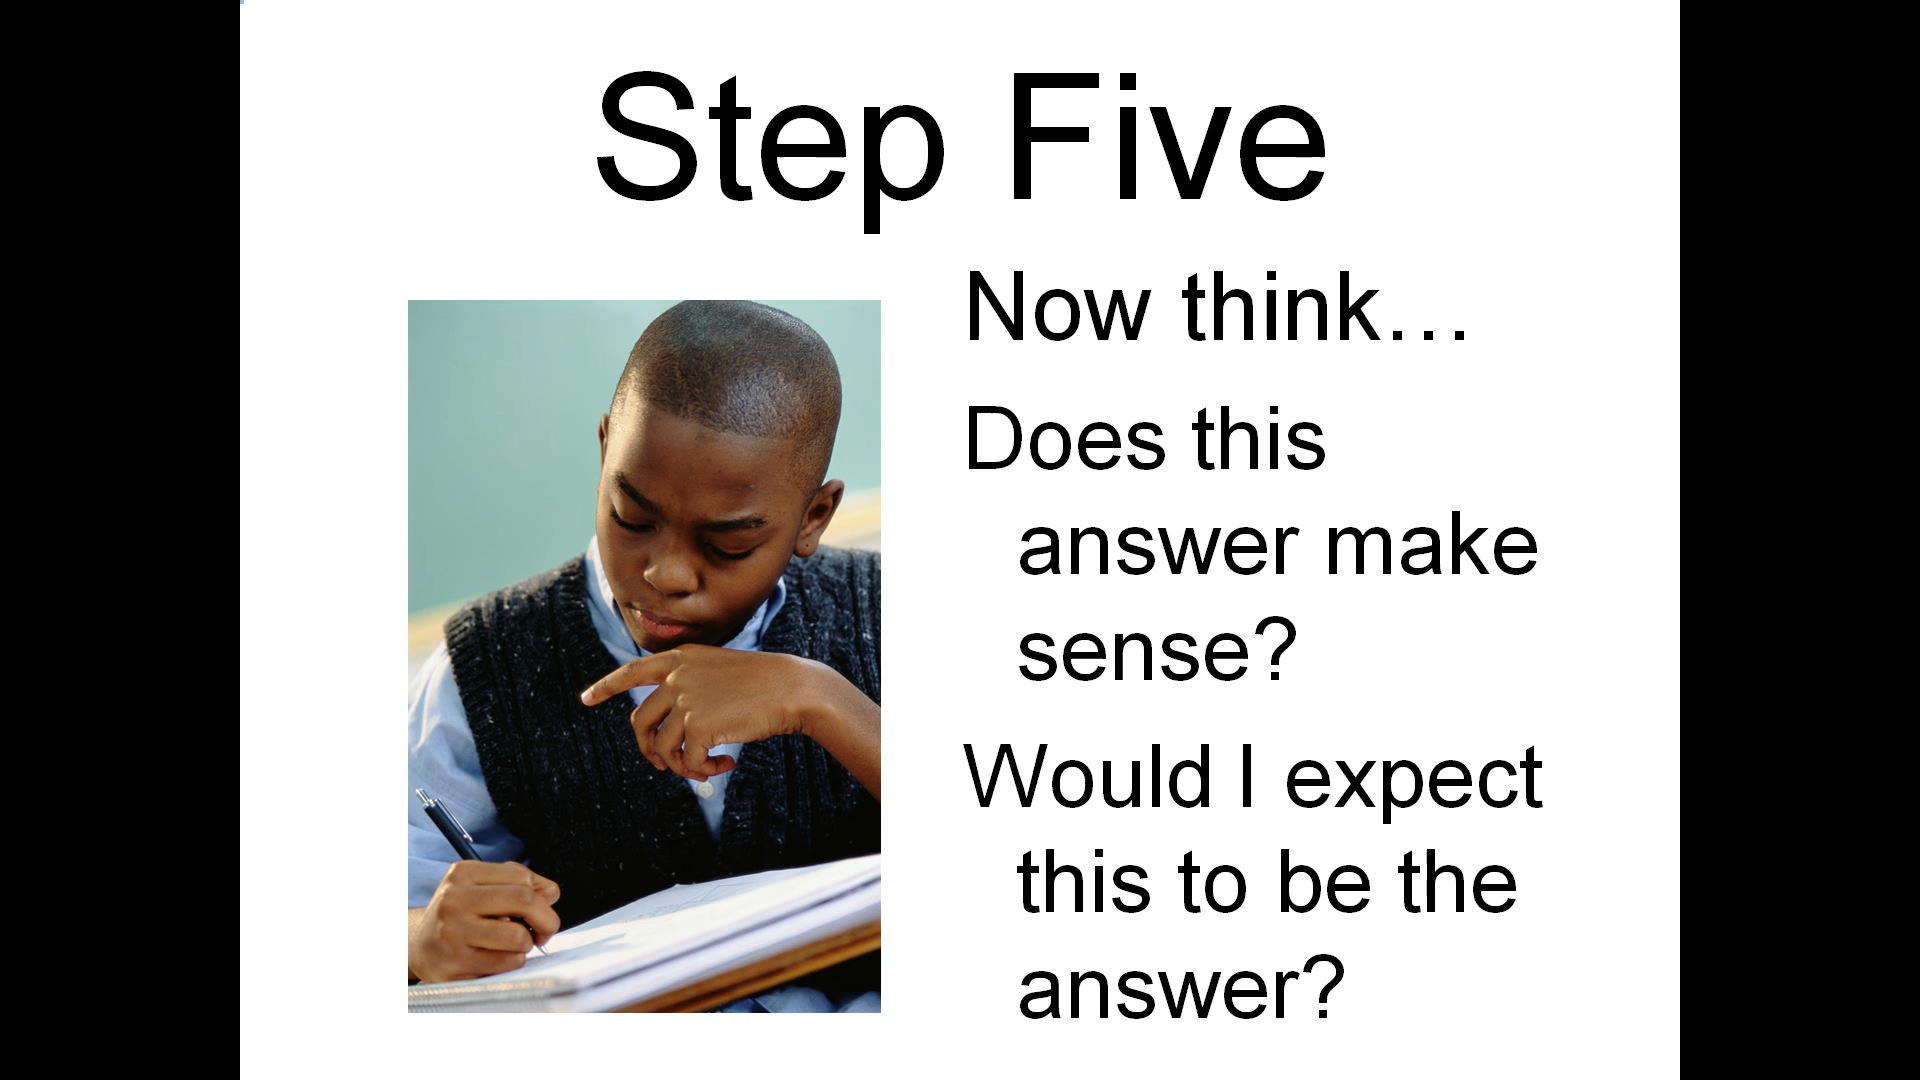 Step Five
Now think…
Does this
answer make
sense?
Would I expect
this to be the
answer?